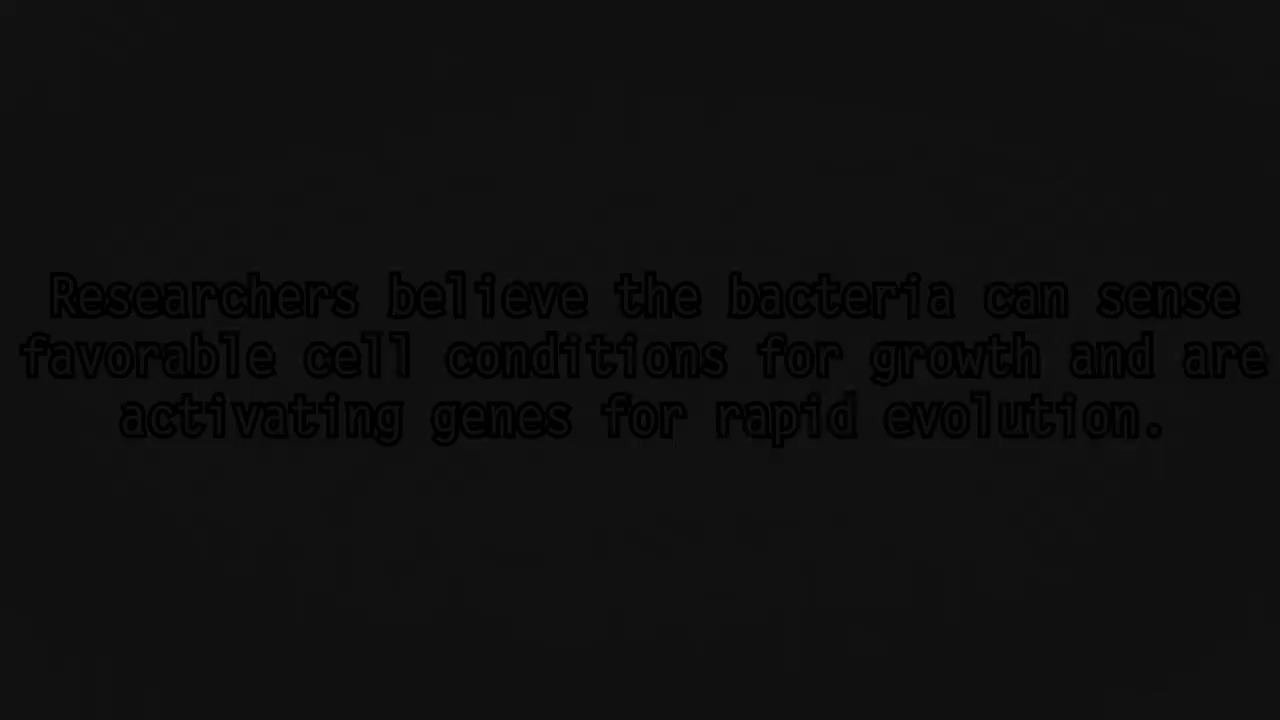 Researchers believe the bacteria can sense
favorable cell conditions for growth and are
activating genes for rapid evolution.